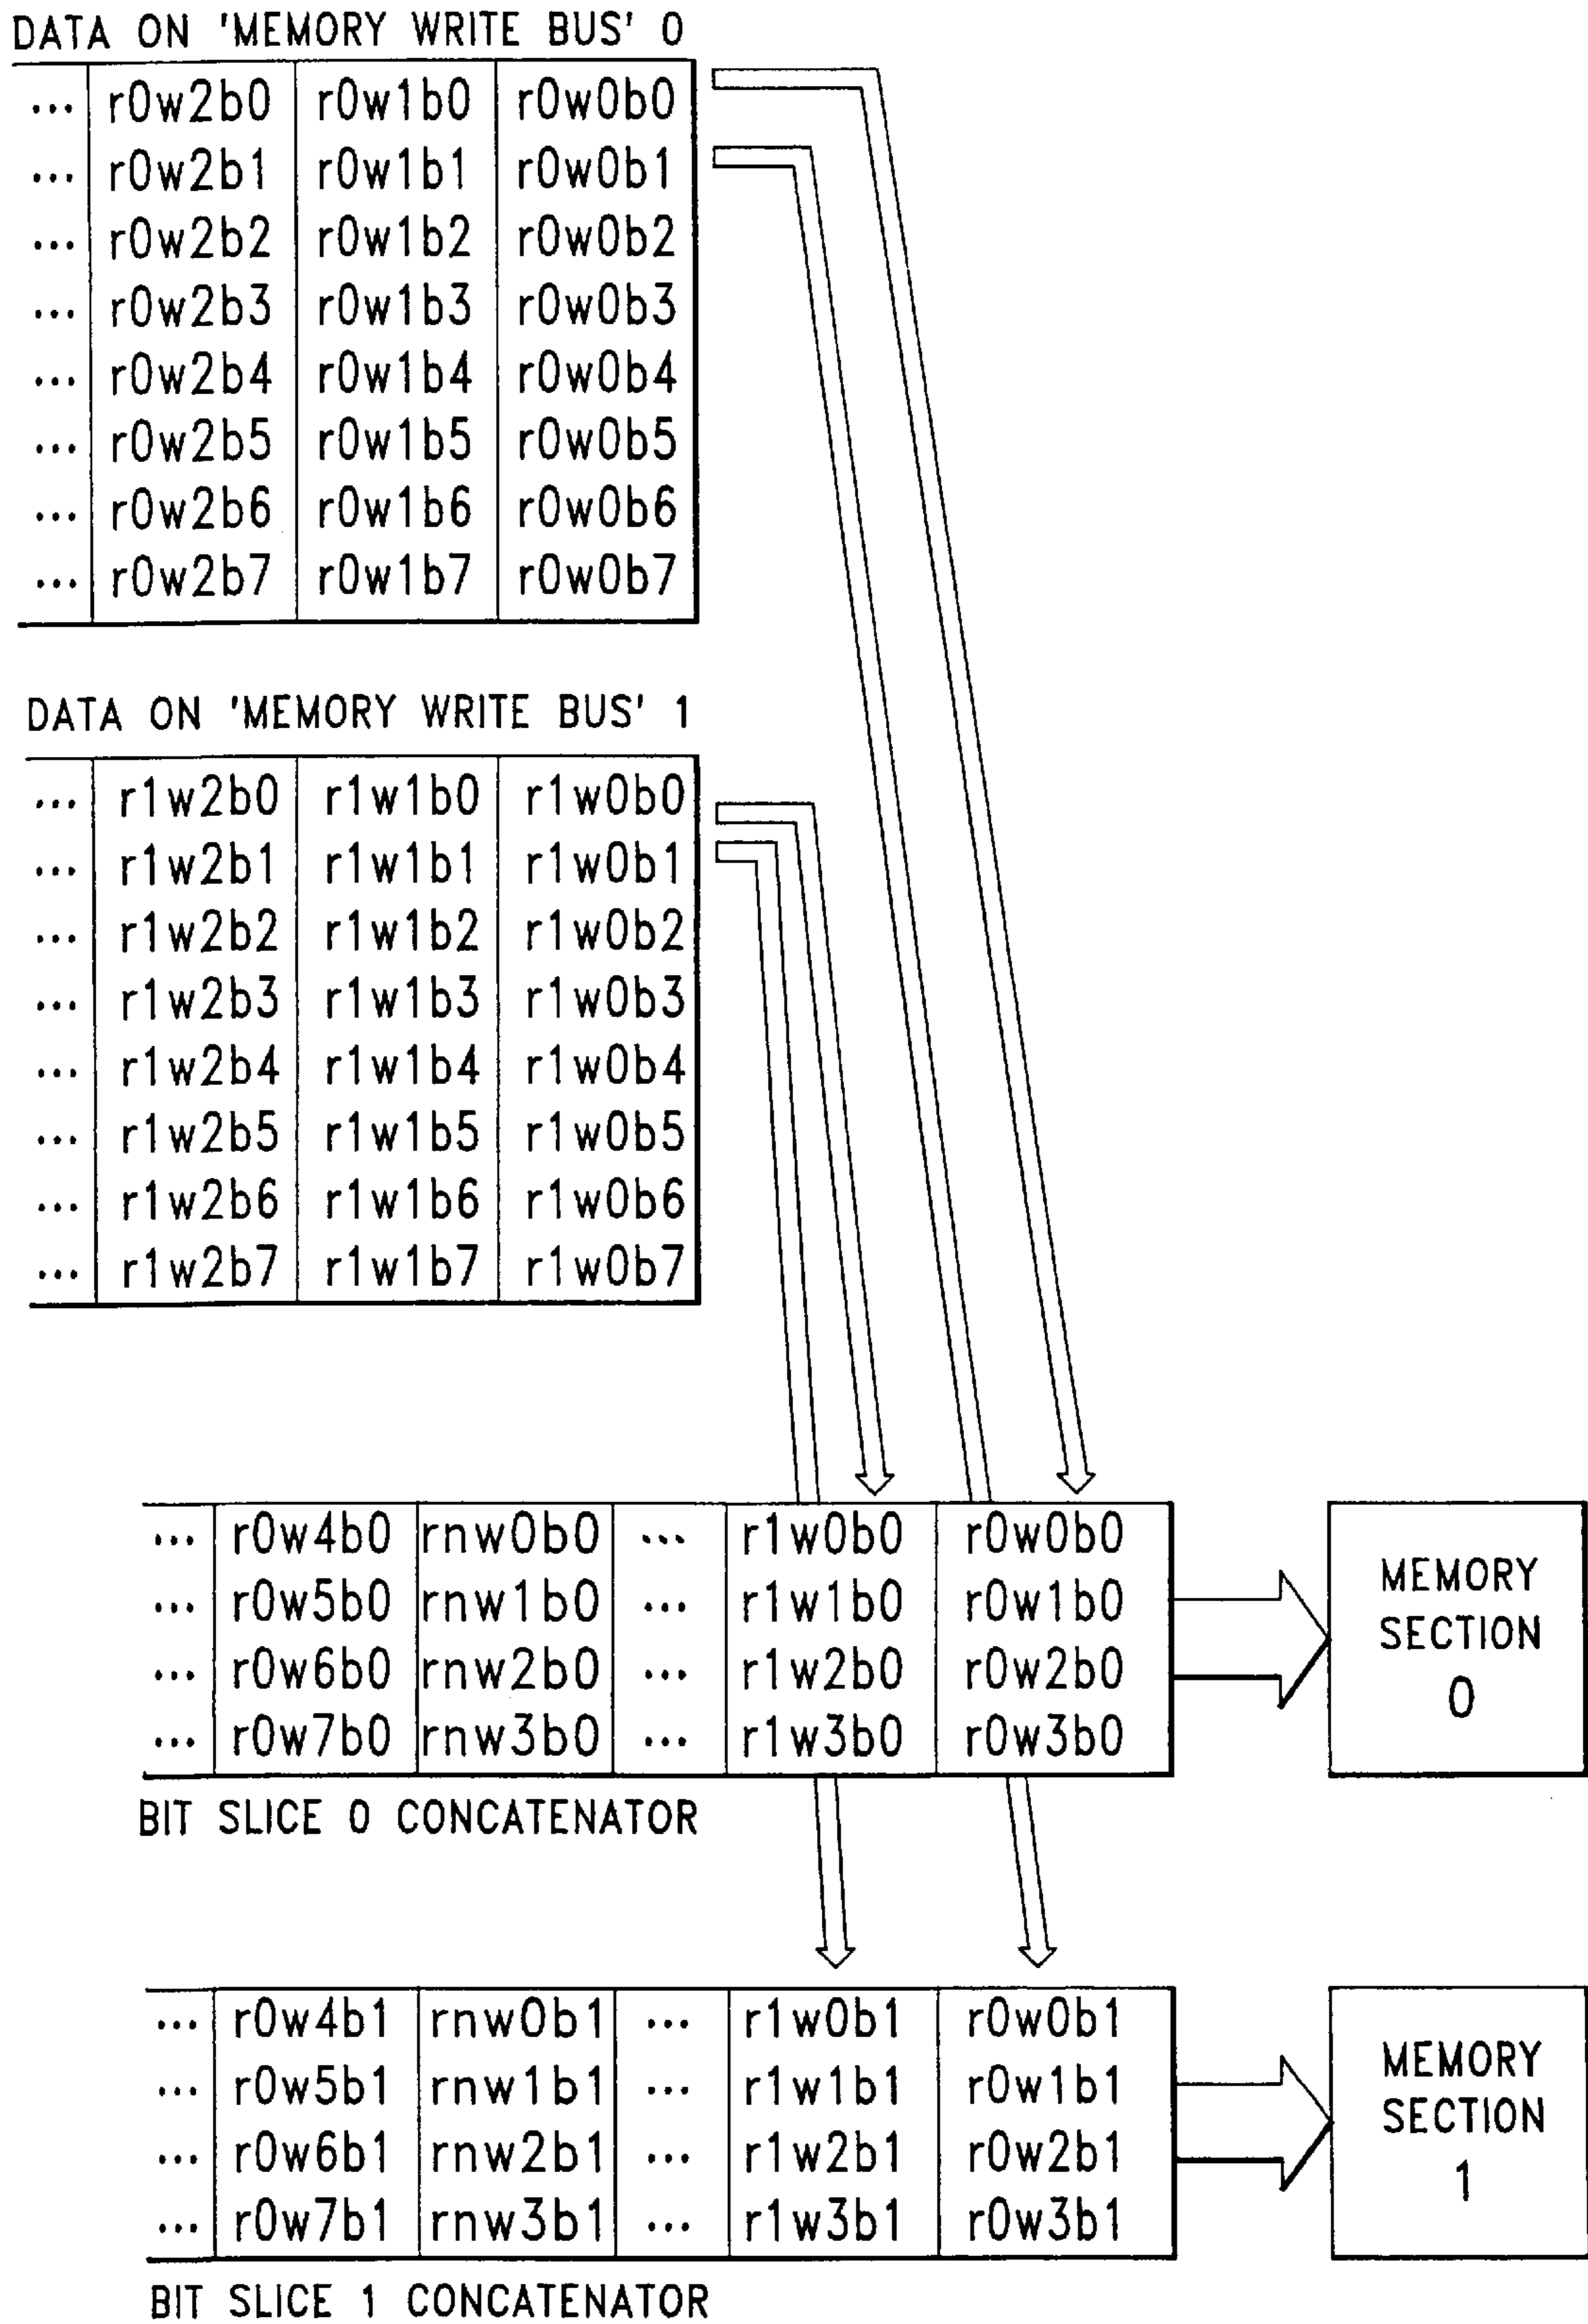 DATA ON 'MEMORY WRITE BUS' 0
... r0w2b0 r0w1b0 r0w0b0
... r0w2b1 r0w1b1 r0w0b1
... r0w2b2 r0w1b2 r0w0b2
... r0w2b3 r0w1b3 r0w0b3
... r0w2b4 r0w1b4 r0w0b4
... r0w2b5 r0w1b5 r0w0b5
... r0w2b6 r0w1b6 r0w0b6
... r0w2b7 r0w1b7 r0w0b7
DATA ON 'MEMORY WRITE BUS' 1
... r1w2b0 r1w1b0 r1w0b0
... r1w2b1 r1w1b1 r1w0b1
... r1w2b2 r1w1b2 r1w0b2
... r1w2b3 r1w1b3 r1w0b3
... r1w2b4 r1w1b4 r1w0b4
... r1w2b5 r1w1b5 r1w0b5
... r1w2b6 r1w1b6 r1w0b6
... r1w2b7 r1w1b7 r1w0b7
... r0w4b0 rnw0b0 ... r1w0b0 r0w0b0
... r0w5b0 rnw1b0 ... r1w1b0 r0w1b0
... r0w6b0 rnw2b0 ... r1w2b0 r0w2b0
... r0w7b0 rnw3b0 ... r1w3b0 r0w3b0
MEMORY
SECTION
0
BIT SLICE 0 CONCATENATOR
... r0w4b1 rnw0b1 ... r1w0b1 r0w0b1
... r0w5b1 rnw1b1 ... r1w1b1 r0w1b1
... r0w6b1 rnw2b1 ... r1w2b1 r0w2b1
... r0w7b1 rnw3b1 ... r1w3b1 r0w3b1
MEMORY
SECTION
1
BIT SLICE 1 CONCATENATOR